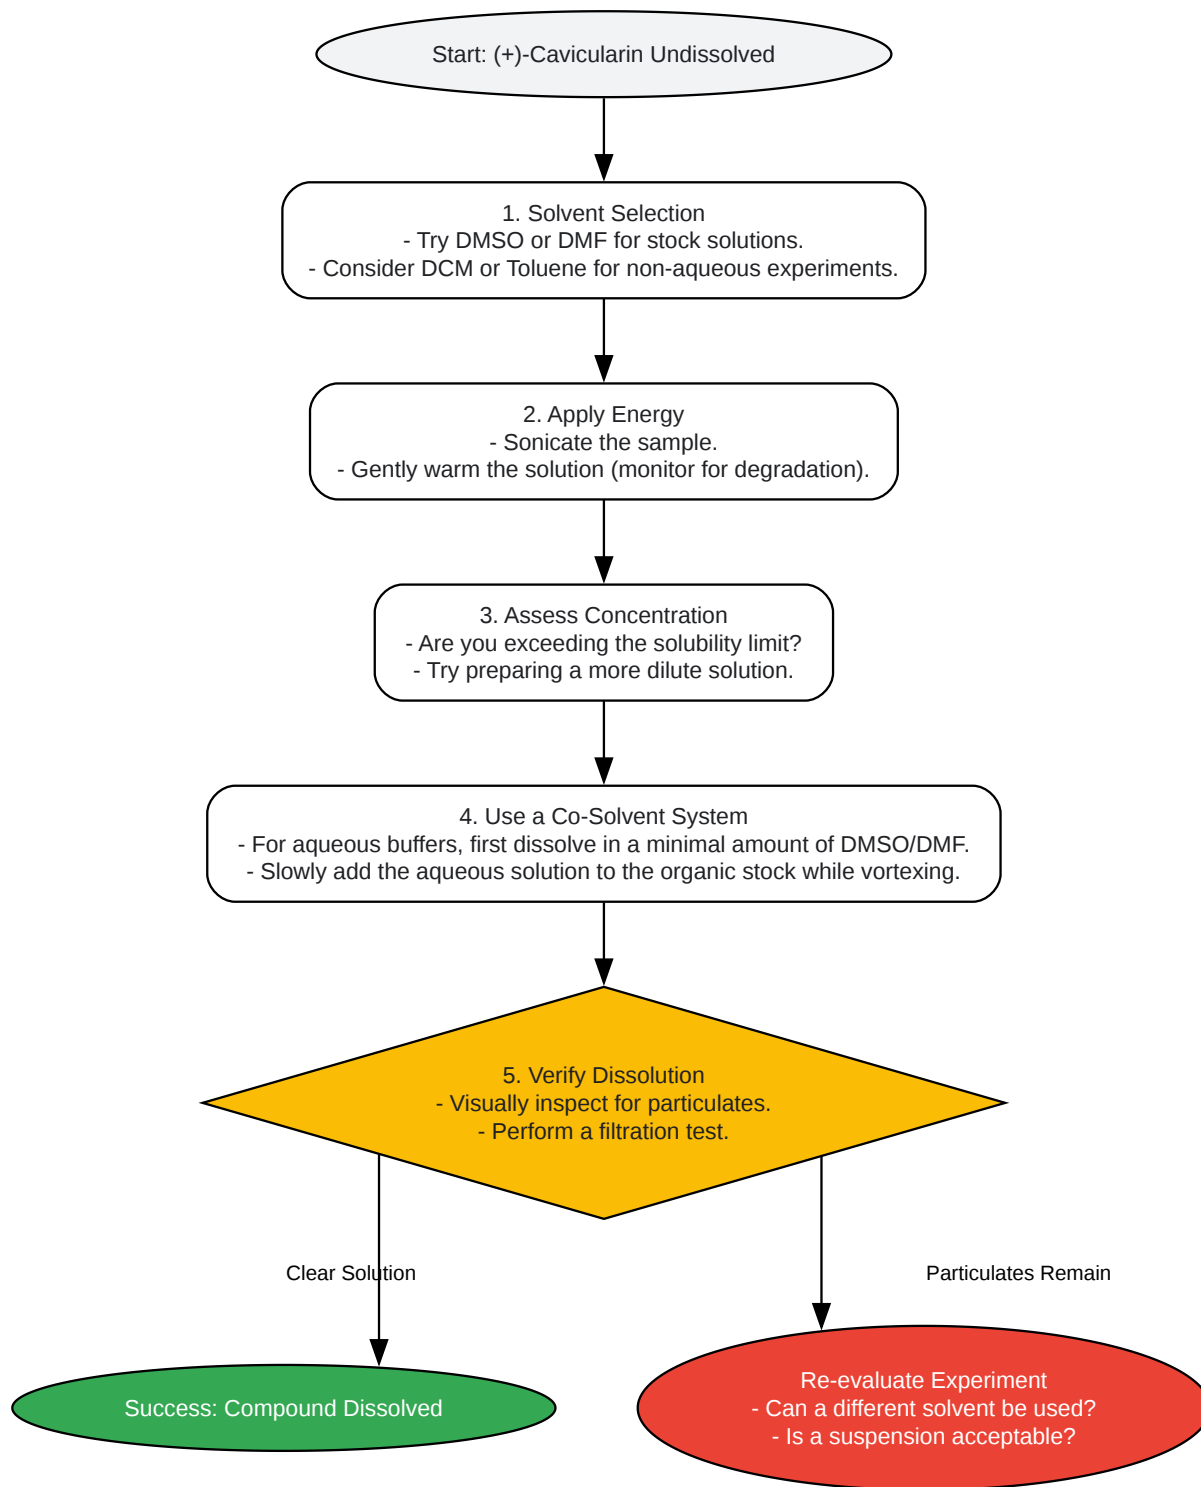 Start: (+)-Cavicularin Undissolved
1. Solvent Selection
- Try DMSO or DMF for stock solutions.
- Consider DCM or Toluene for non-aqueous experiments.
2. Apply Energy
- Sonicate the sample.
- Gently warm the solution (monitor for degradation).
3. Assess Concentration
- Are you exceeding the solubility limit?
- Try preparing a more dilute solution.
4. Use a Co-Solvent System
- For aqueous buffers, first dissolve in a minimal amount of DMSO/DMF.
- Slowly add the aqueous solution to the organic stock while vortexing.
5. Verify Dissolution
- Visually inspect for particulates.
- Perform a filtration test.
Clear Solution
Particulates Remain
Success: Compound Dissolved
Re-evaluate Experiment
- Can a different solvent be used?
- Is a suspension acceptable?